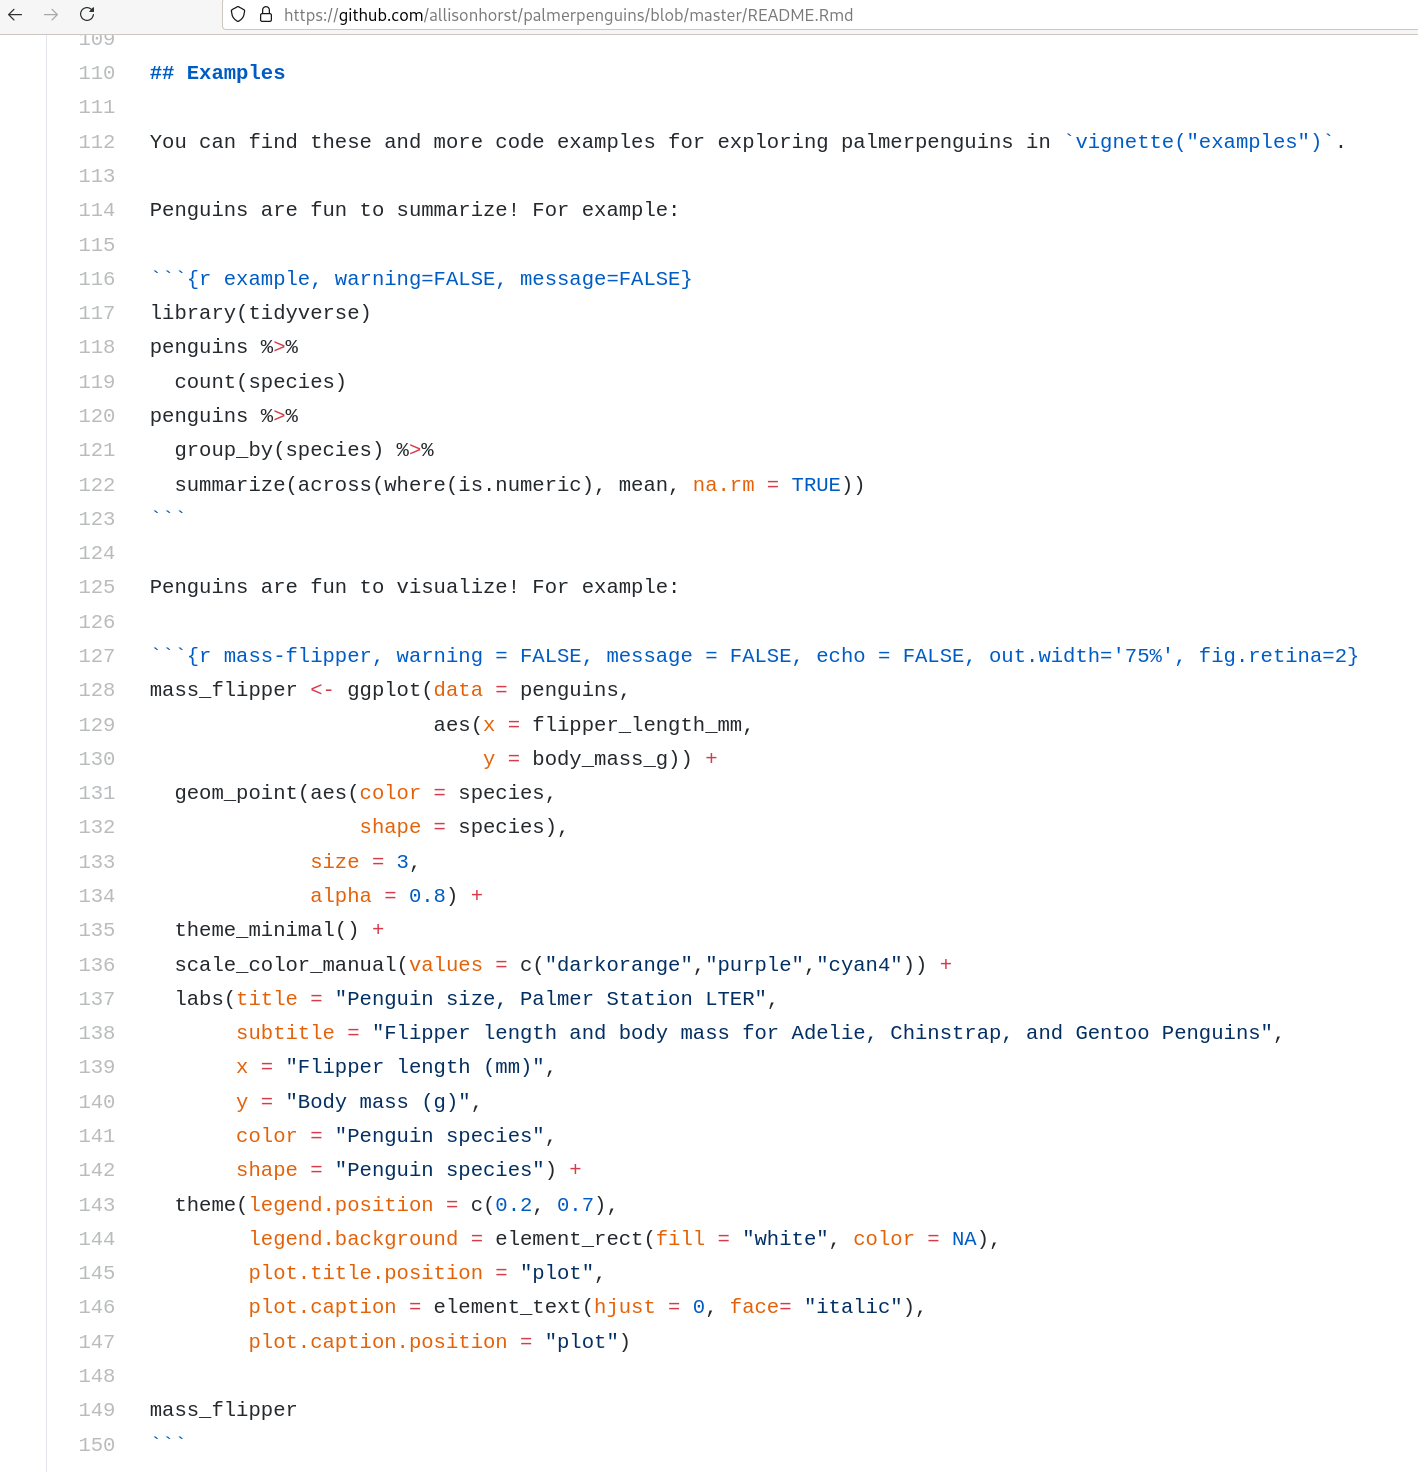 https://github.com/allisonhorst/palmerpenguins/blob/master/README.Rmd
109
110 ## Examples
111
112 You can find these and more code examples for exploring palmerpenguins in `vignette("examples")`.
113
114 Penguins are fun to summarize! For example:
115
116 ```{r example, warning=FALSE, message=FALSE}
117 library(tidyverse)
118 penguins %>%
119   count(species)
120 penguins %>%
121   group_by(species) %>%
122   summarize(across(where(is.numeric), mean, na.rm = TRUE))
123 ```
124
125 Penguins are fun to visualize! For example:
126
127 ```{r mass-flipper, warning = FALSE, message = FALSE, echo = FALSE, out.width='75%', fig.retina=2}
128 mass_flipper <- ggplot(data = penguins,
129                        aes(x = flipper_length_mm,
130                            y = body_mass_g)) +
131   geom_point(aes(color = species,
132                  shape = species),
133              size = 3,
134              alpha = 0.8) +
135   theme_minimal() +
136   scale_color_manual(values = c("darkorange","purple","cyan4")) +
137   labs(title = "Penguin size, Palmer Station LTER",
138        subtitle = "Flipper length and body mass for Adelie, Chinstrap, and Gentoo Penguins",
139        x = "Flipper length (mm)",
140        y = "Body mass (g)",
141        color = "Penguin species",
142        shape = "Penguin species") +
143   theme(legend.position = c(0.2, 0.7),
144         legend.background = element_rect(fill = "white", color = NA),
145         plot.title.position = "plot",
146         plot.caption = element_text(hjust = 0, face= "italic"),
147         plot.caption.position = "plot")
148
149 mass_flipper
150 ```